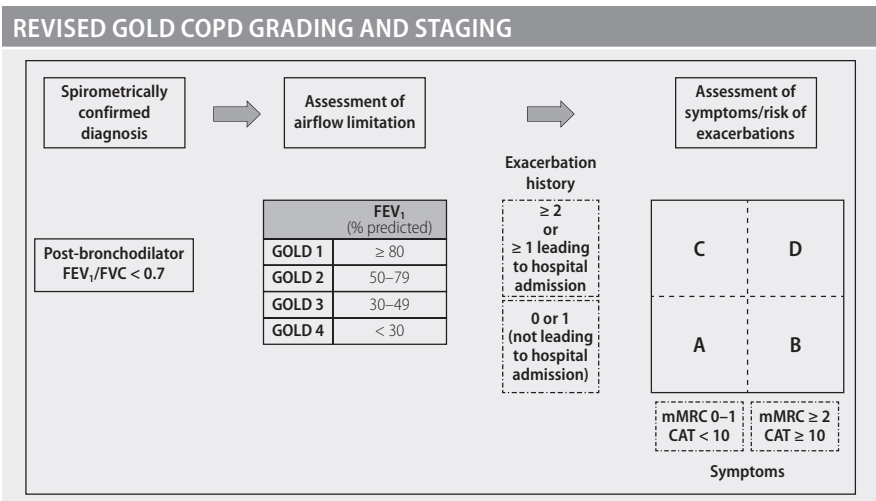 REVISED GOLD COPD GRADING AND STAGING
Spirometrically
confirmed
diagnosis
Assessment of
airflow limitation
Assessment of
symptoms/risk of
exacerbations
Post-bronchodilator
FEV₁/FVC < 0.7
FEV₁
(% predicted)
GOLD 1 ≥ 80
GOLD 2 50–79
GOLD 3 30–49
GOLD 4 < 30
Exacerbation
history
≥ 2
or
≥ 1 leading
to hospital
admission
0 or 1
(not leading
to hospital
admission)
C D
A B
mMRC 0–1
CAT < 10
mMRC ≥ 2
CAT ≥ 10
Symptoms